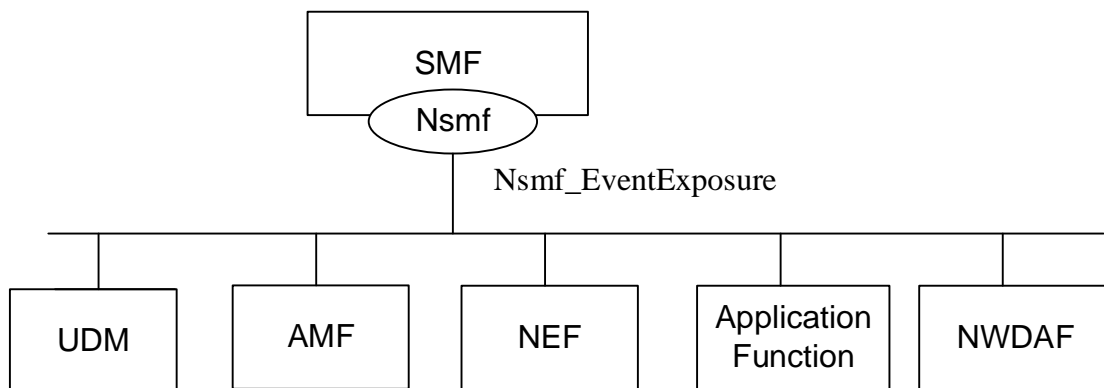 SMF
Nsmf
Nsmf_EventExposure
UDM
AMF
NEF
Application
Function
NWDAF